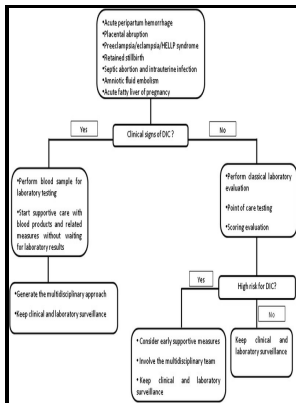 •Acute peripartum hemorrhage
•Placental abruption
•Preeclampsia/eclampsia/HELLP syndrome
•Retained stillbirth
•Septic abortion and intrauterine infection
•Amniotic fluid embolism
•Acute fatty liver of pregnancy
Yes
Clinical signs of DIC?
No
•Perform blood sample for
laboratory testing
•Start supportive care with
blood products and related
measures without waiting
for laboratory results
•Perform classical laboratory
evaluation
•Point of care testing
•Scoring evaluation
•Generate the multidisciplinary approach
•Keep clinical and laboratory surveillance
Yes
High risk for DIC?
No
•Consider early supportive measures
•Involve the multidisciplinary team
•Keep clinical and laboratory
surveillance
Keep clinical and
laboratory surveillance